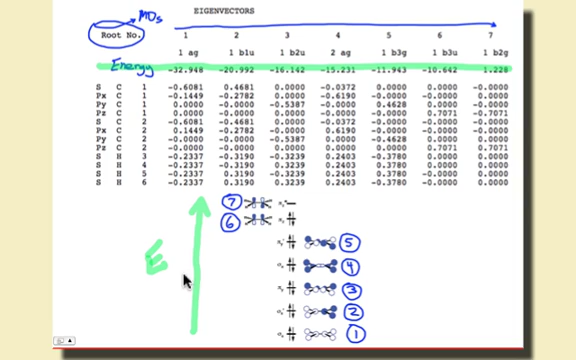 MOs
EIGENVECTORS
Root No. 1 2 3 4 5 6 7
1 ag 1 b1u 1 b2u 2 ag 1 b3g 1 b3u 1 b2g
Energy -32.948 -20.992 -16.142 -15.231 -11.943 -10.642 1.228
S C 1 -0.6081 0.4681 0.0000 -0.0372 0.0000 0.0000 -0.0000
Px C 1 -0.1449 -0.2782 0.0000 -0.6190 -0.0000 -0.0000 0.0000
Py C 1 0.0000 0.0000 -0.5387 -0.0000 0.4628 0.0000 -0.0000
Pz C 1 0.0000 0.0000 -0.0000 0.0000 -0.0000 0.7071 -0.7071
S C 2 -0.6081 -0.4681 0.0000 -0.0372 -0.0000 -0.0000 0.0000
Px C 2 0.1449 -0.2782 -0.0000 0.6190 0.0000 -0.0000 0.0000
Py C 2 -0.0000 -0.0000 -0.5387 -0.0000 -0.4628 0.0000 -0.0000
Pz C 2 -0.0000 0.0000 -0.0000 0.0000 0.0000 0.7071 0.7071
S H 3 -0.2337 -0.3190 -0.3239 0.2403 -0.3780 -0.0000 0.0000
S H 4 -0.2337 -0.3190 0.3239 0.2403 0.3780 0.0000 0.0000
S H 5 -0.2337 0.3190 -0.3239 0.2403 0.3780 0.0000 0.0000
S H 6 -0.2337 0.3190 0.3239 0.2403 -0.3780 -0.0000 0.0000
7
6
5
E
4
3
2
1